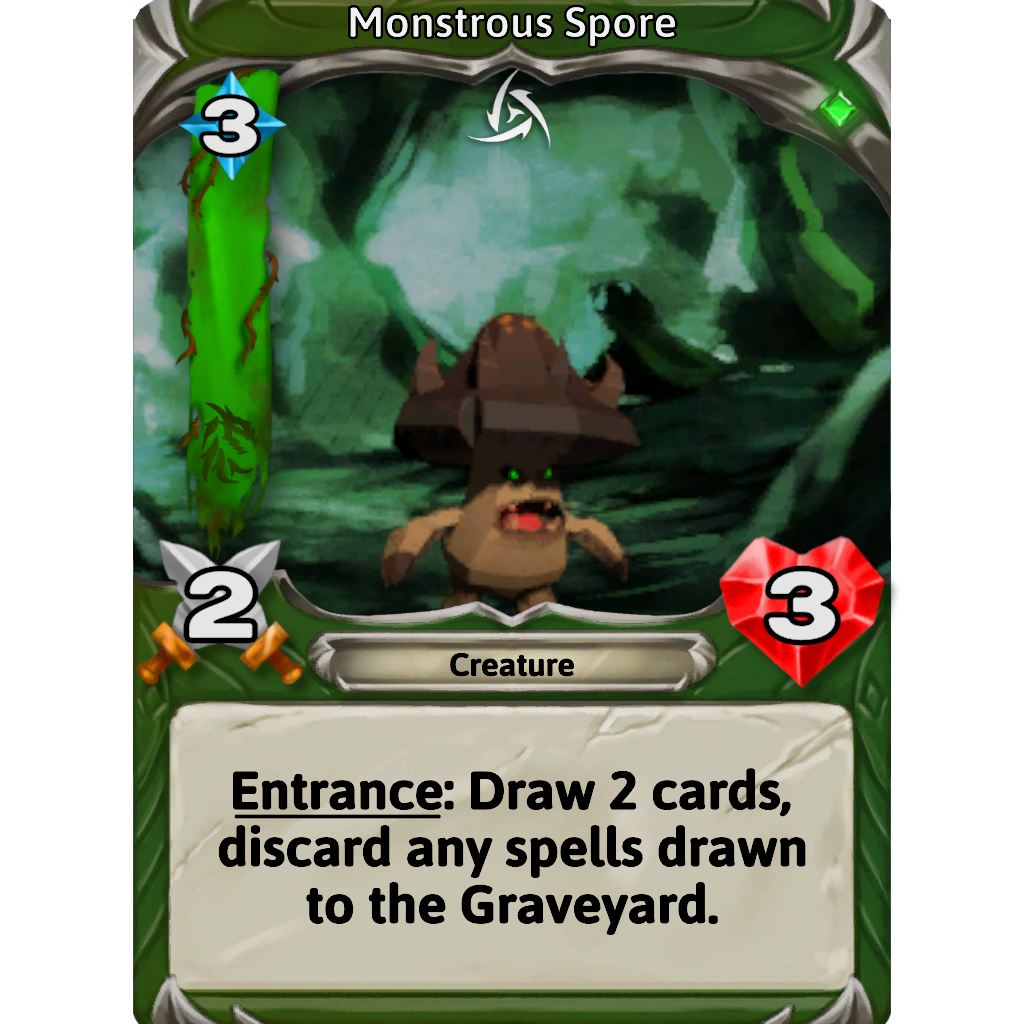 Monstrous Spore
3
2
3
Creature
Entrance: Draw 2 cards,
discard any spells drawn
to the Graveyard.